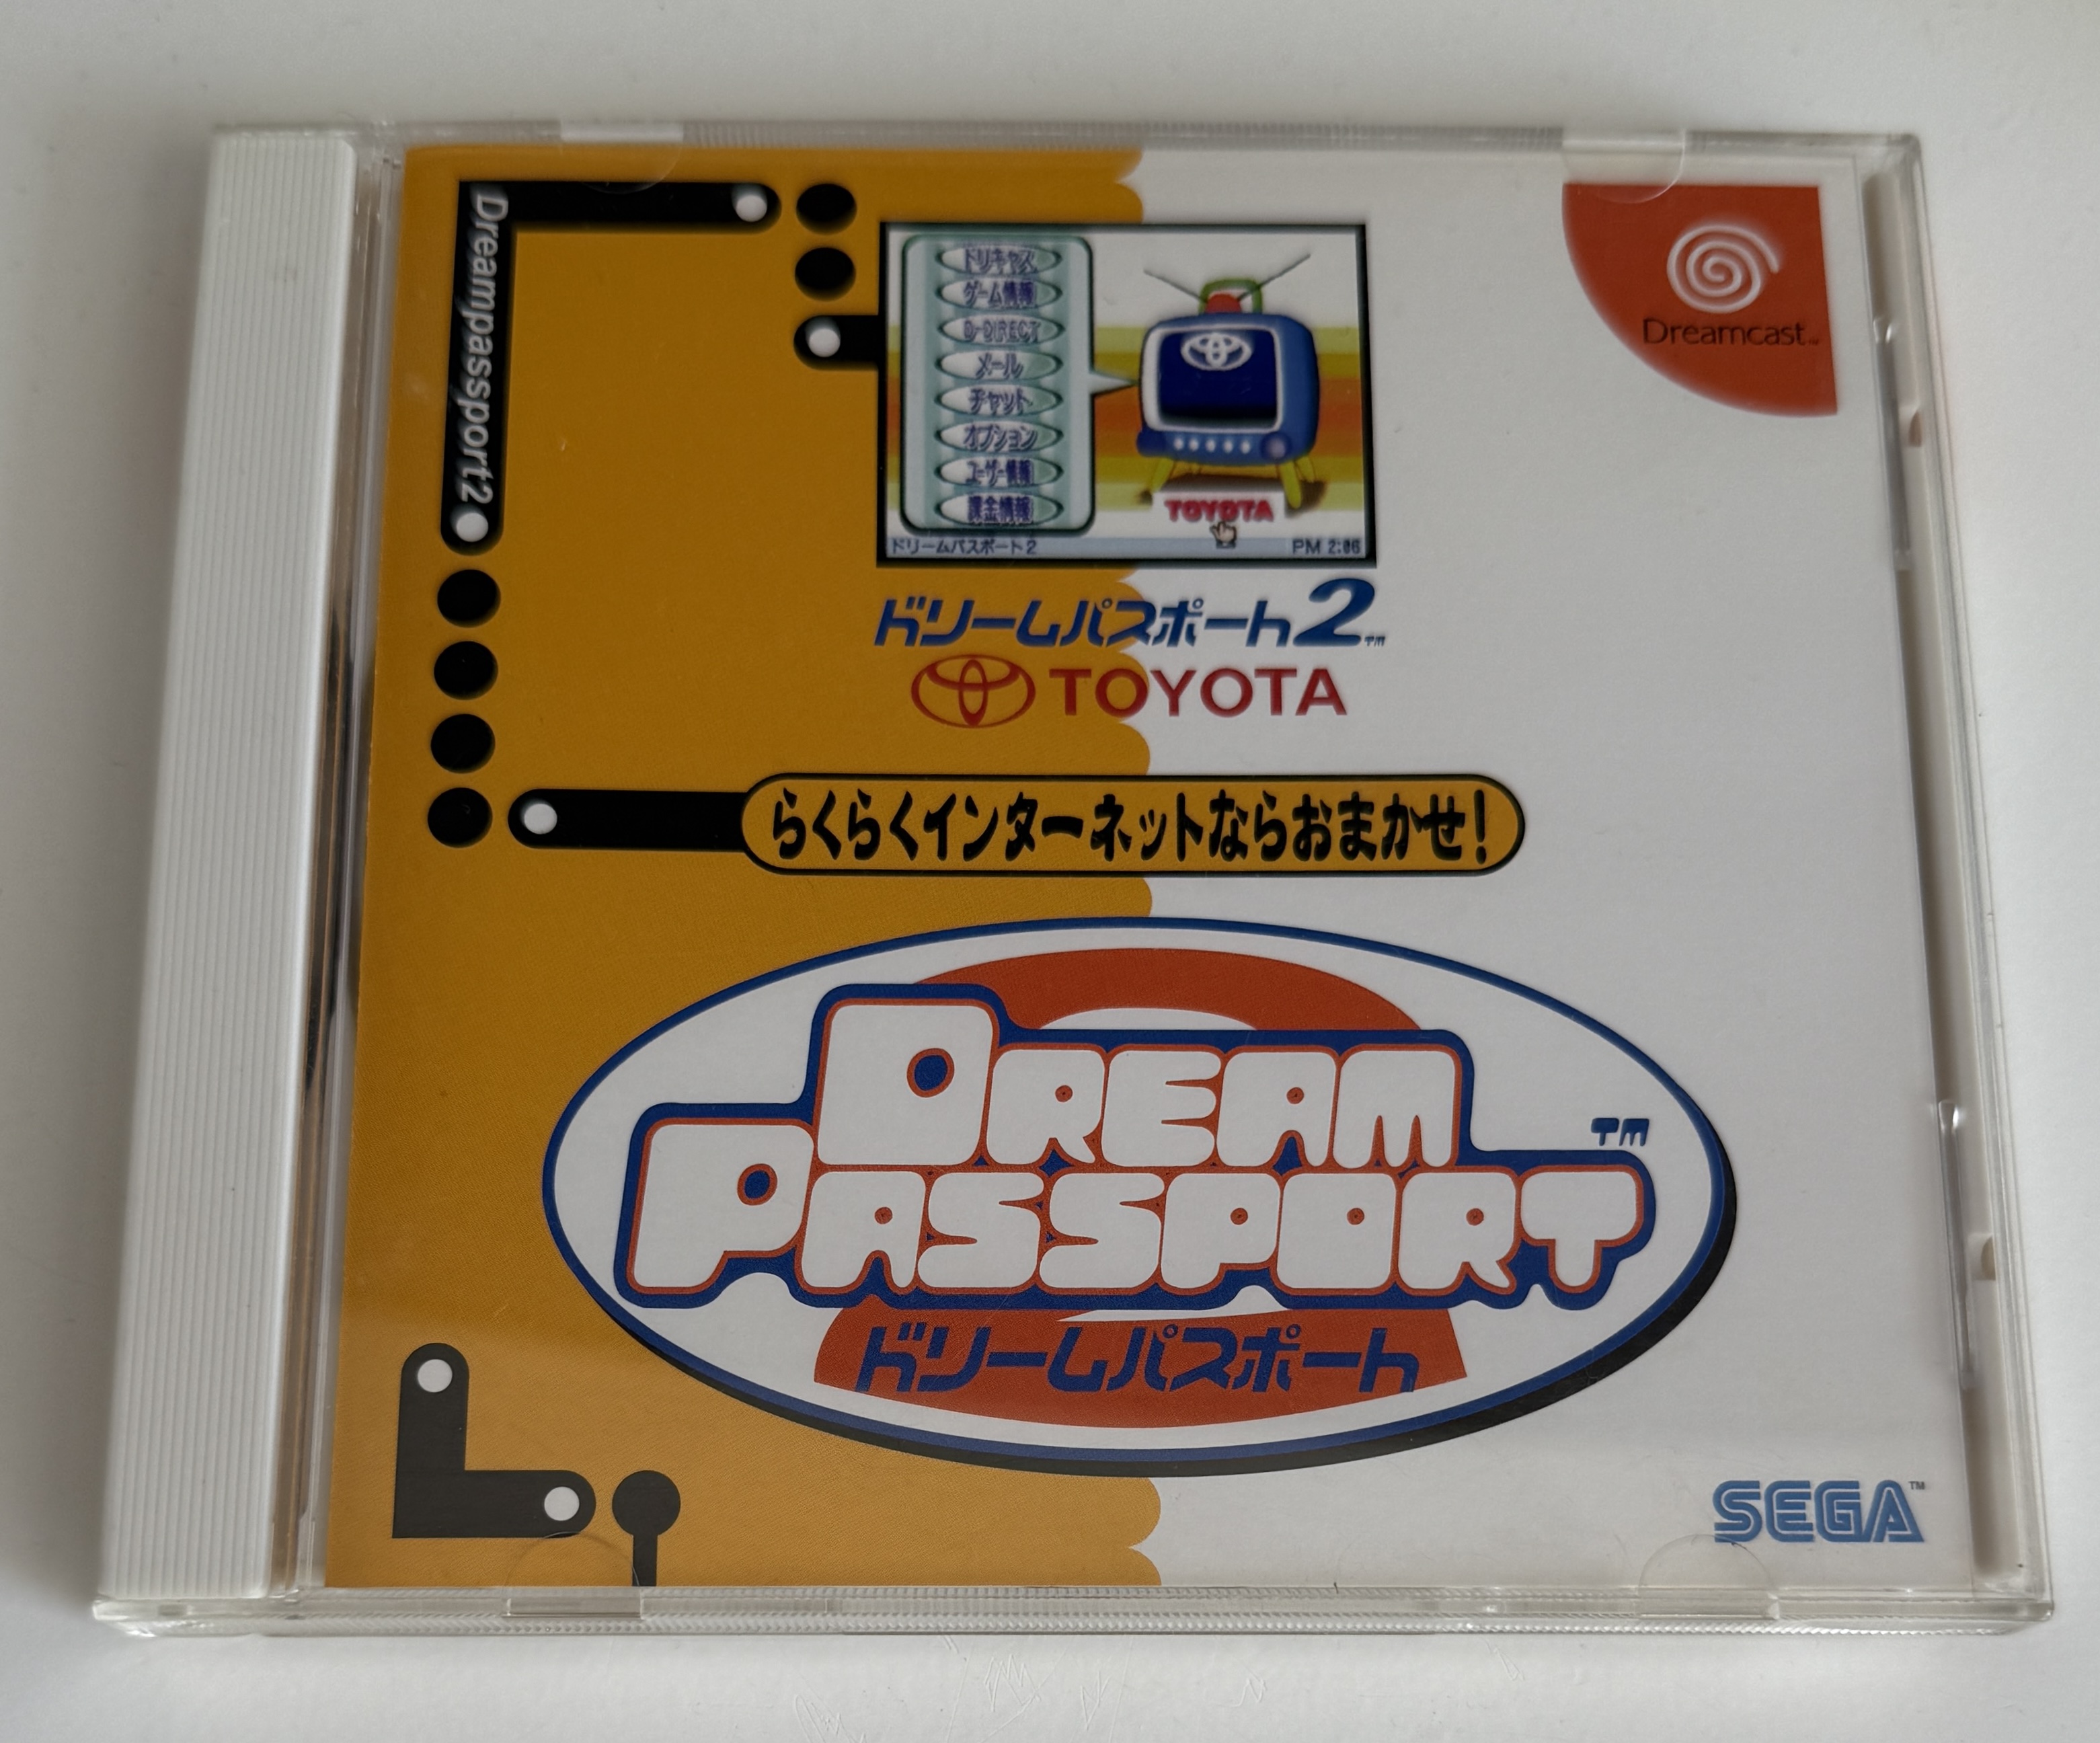 Dreampassport2
ドリキャス
ゲーム情報
D-DIRECT
メール
チャット
オプション
ユーザー情報
課金情報
TOYOTA
ドリームパスポート2
PM 2:06
Dreamcast
ドリームパスポート2™
TOYOTA
らくらくインターネットならおまかせ!
DREAM
PASSPORT™
ドリームパスポート
SEGA™